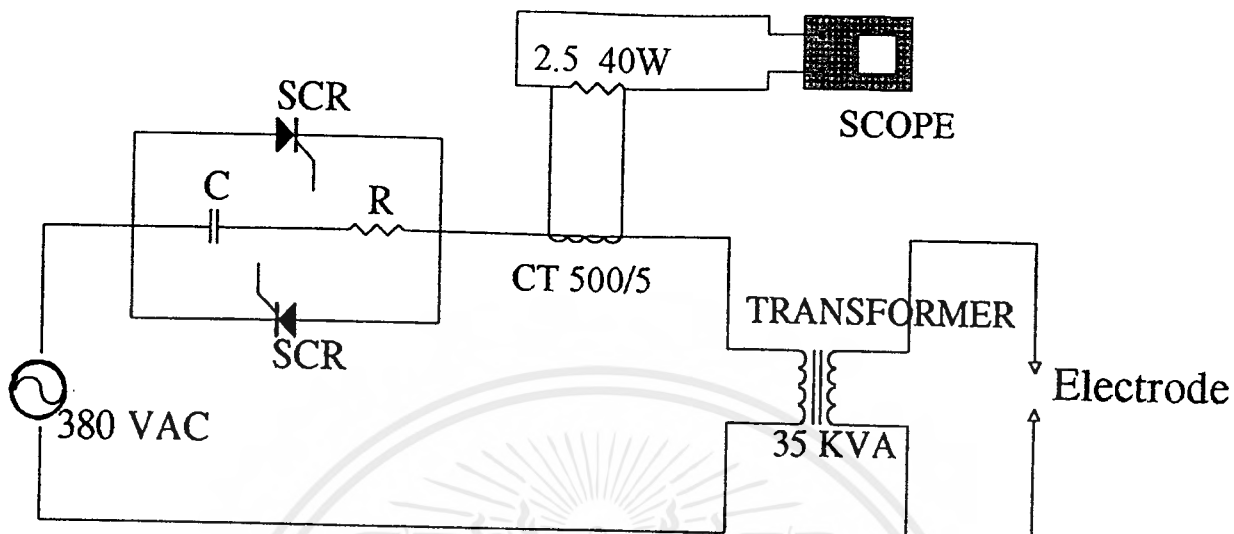 2.5 40W
SCOPE
SCR
C
R
CT 500/5
SCR
TRANSFORMER
35 KVA
Electrode
380 VAC